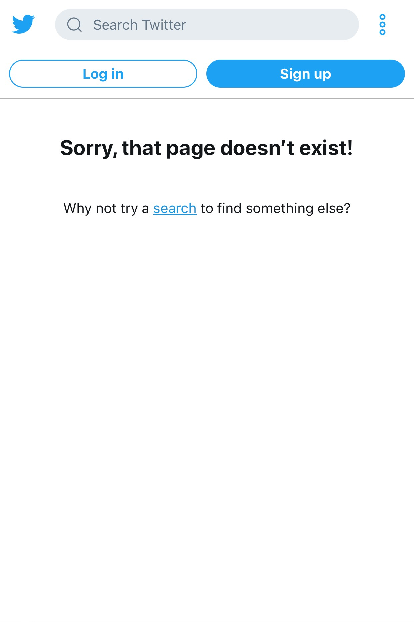 Search Twitter
Log in
Sign up
Sorry, that page doesn’t exist!
Why not try a search to find something else?